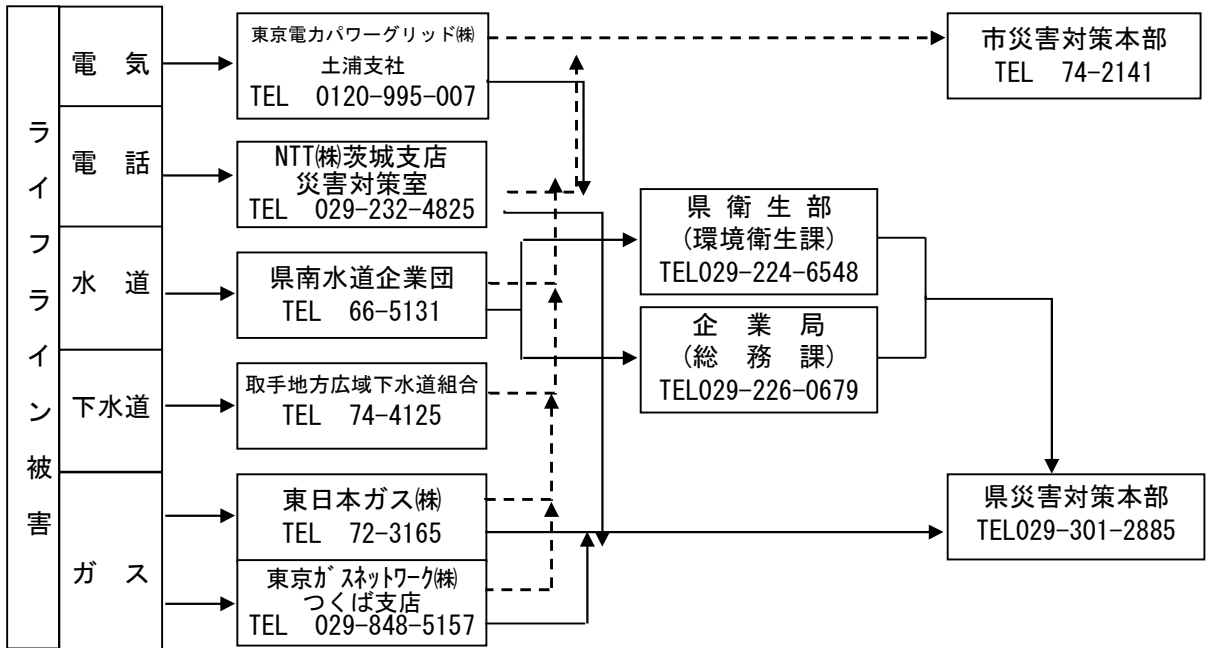 ライフライン被害
電 気
東京電力パワーグリッド㈱
土浦支社
TEL 0120-995-007
市災害対策本部
TEL 74-2141
電 話
NTT㈱茨城支店
災害対策室
TEL 029-232-4825
県 衛 生 部
(環境衛生課)
TEL029-224-6548
水 道
県南水道企業団
TEL 66-5131
企 業 局
(総 務 課)
TEL029-226-0679
下水道
取手地方広域下水道組合
TEL 74-4125
ガ ス
東日本ガス㈱
TEL 72-3165
県災害対策本部
TEL029-301-2885
東京ガスネットワーク㈱
つくば支店
TEL 029-848-5157